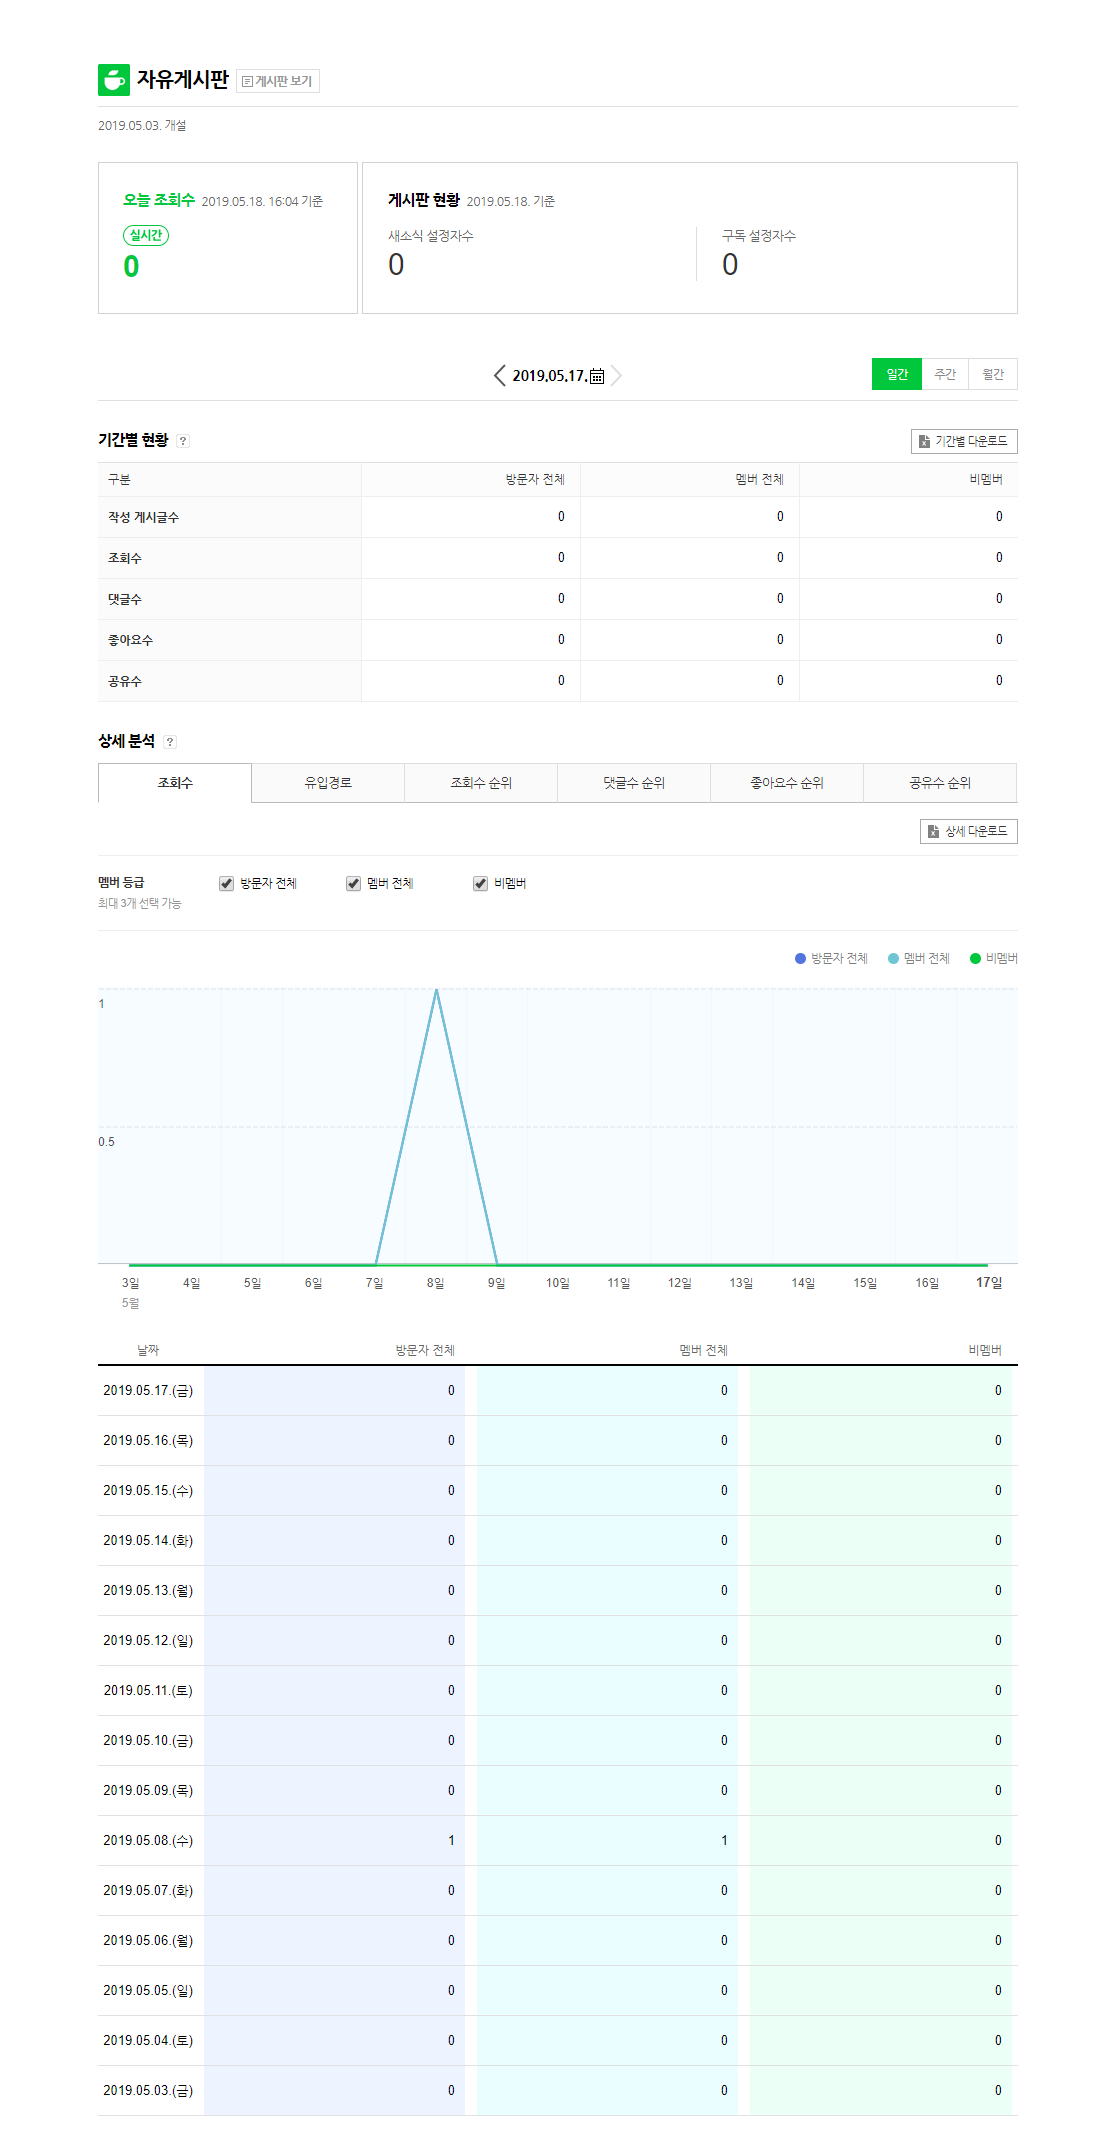 자유게시판 게시판 보기
2019.05.03. 개설
오늘 조회수 2019.05.18. 16:04 기준
실시간
0
게시판 현황 2019.05.18. 기준
새소식 설정자수
0
구독 설정자수
0
2019.05.17.
일간 주간 월간
기간별 현황 ?
기간별 다운로드
구분 방문자 전체 멤버 전체 비멤버
작성 게시글수 0 0 0
조회수 0 0 0
댓글수 0 0 0
좋아요수 0 0 0
공유수 0 0 0
상세 분석 ?
조회수 유입경로 조회수 순위 댓글수 순위 좋아요수 순위 공유수 순위
상세 다운로드
멤버 등급 방문자 전체 멤버 전체 비멤버
최대 3개 선택 가능
방문자 전체 멤버 전체 비멤버
1
0.5
3일 4일 5일 6일 7일 8일 9일 10일 11일 12일 13일 14일 15일 16일 17일
5월
날짜 방문자 전체 멤버 전체 비멤버
2019.05.17.(금) 0 0 0
2019.05.16.(목) 0 0 0
2019.05.15.(수) 0 0 0
2019.05.14.(화) 0 0 0
2019.05.13.(월) 0 0 0
2019.05.12.(일) 0 0 0
2019.05.11.(토) 0 0 0
2019.05.10.(금) 0 0 0
2019.05.09.(목) 0 0 0
2019.05.08.(수) 1 1 0
2019.05.07.(화) 0 0 0
2019.05.06.(월) 0 0 0
2019.05.05.(일) 0 0 0
2019.05.04.(토) 0 0 0
2019.05.03.(금) 0 0 0